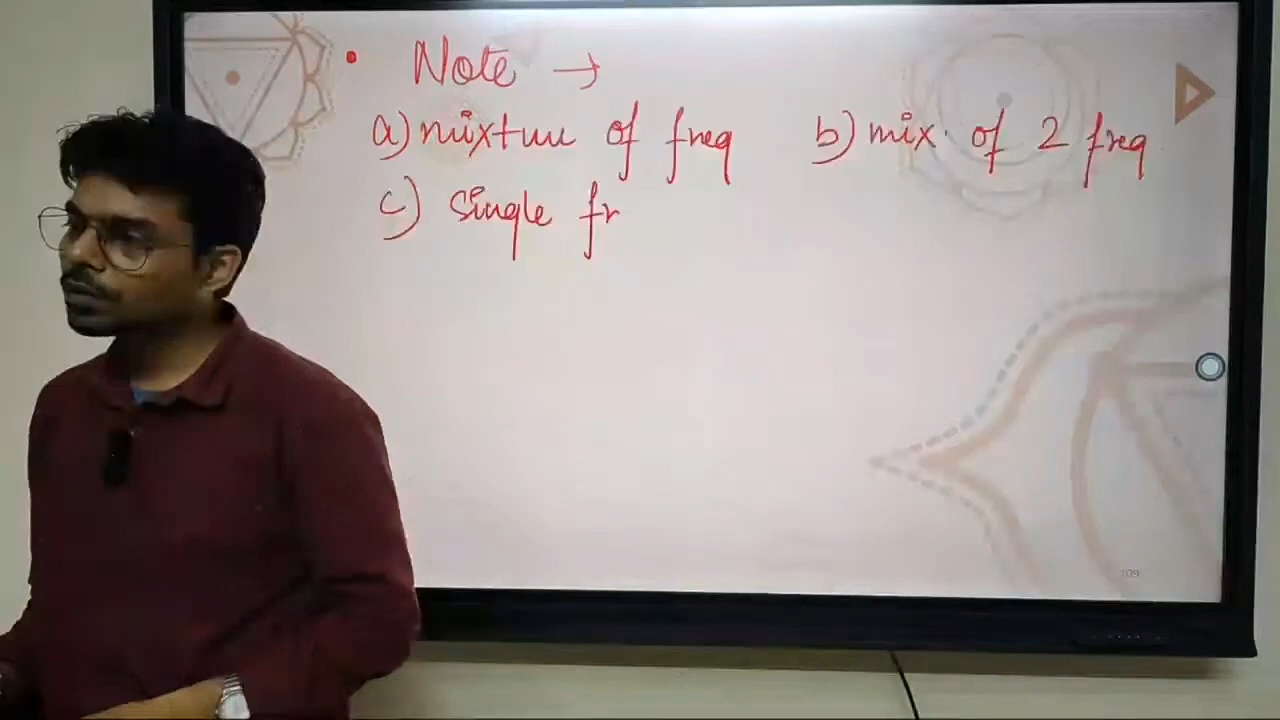 • Note →
a) mixture of freq b) mix. of 2 freq
c) single fr